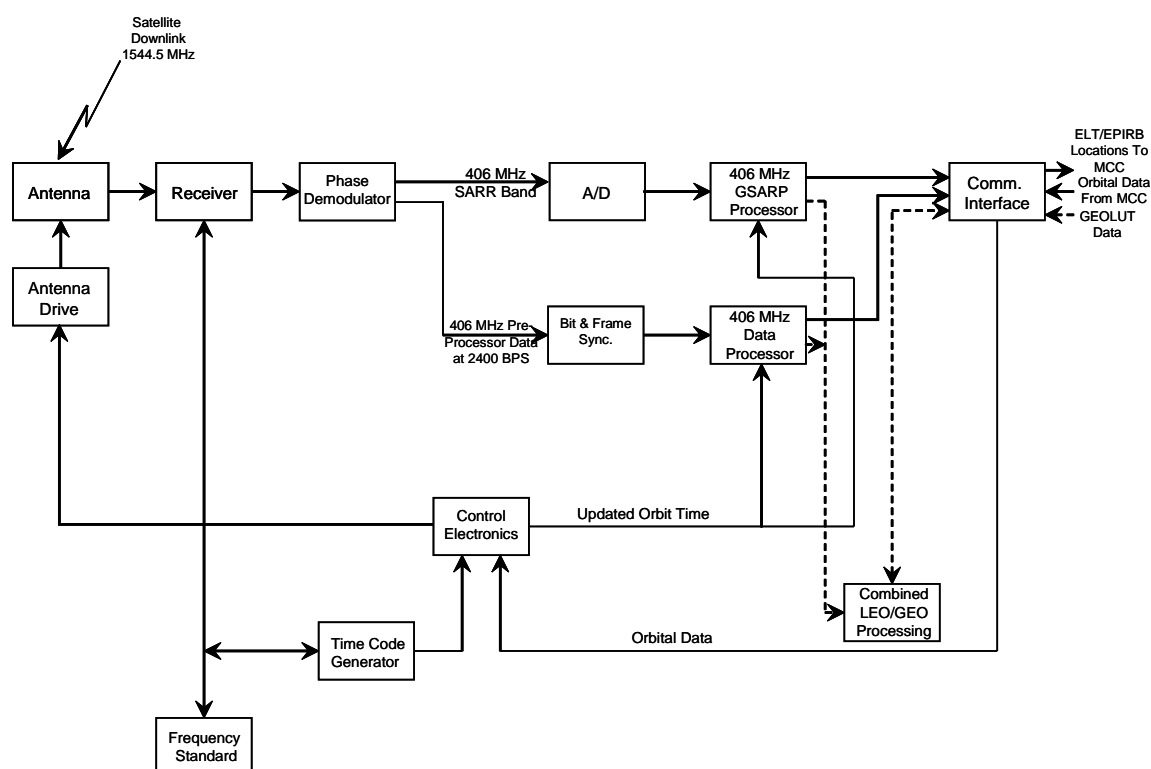 Satellite
Downlink
1544.5 MHz
Antenna
Receiver
Phase
Demodulator
406 MHz
SARR Band
A/D
406 MHz
GSARP
Processor
Comm.
Interface
ELT/EPIRB
Locations To
MCC
Orbital Data
From MCC
GEOLUT
Data
Antenna
Drive
406 MHz Pre-
Processor Data
at 2400 BPS
Bit & Frame
Sync.
406 MHz
Data
Processor
Control
Electronics
Updated Orbit Time
Combined
LEO/GEO
Processing
Time Code
Generator
Orbital Data
Frequency
Standard